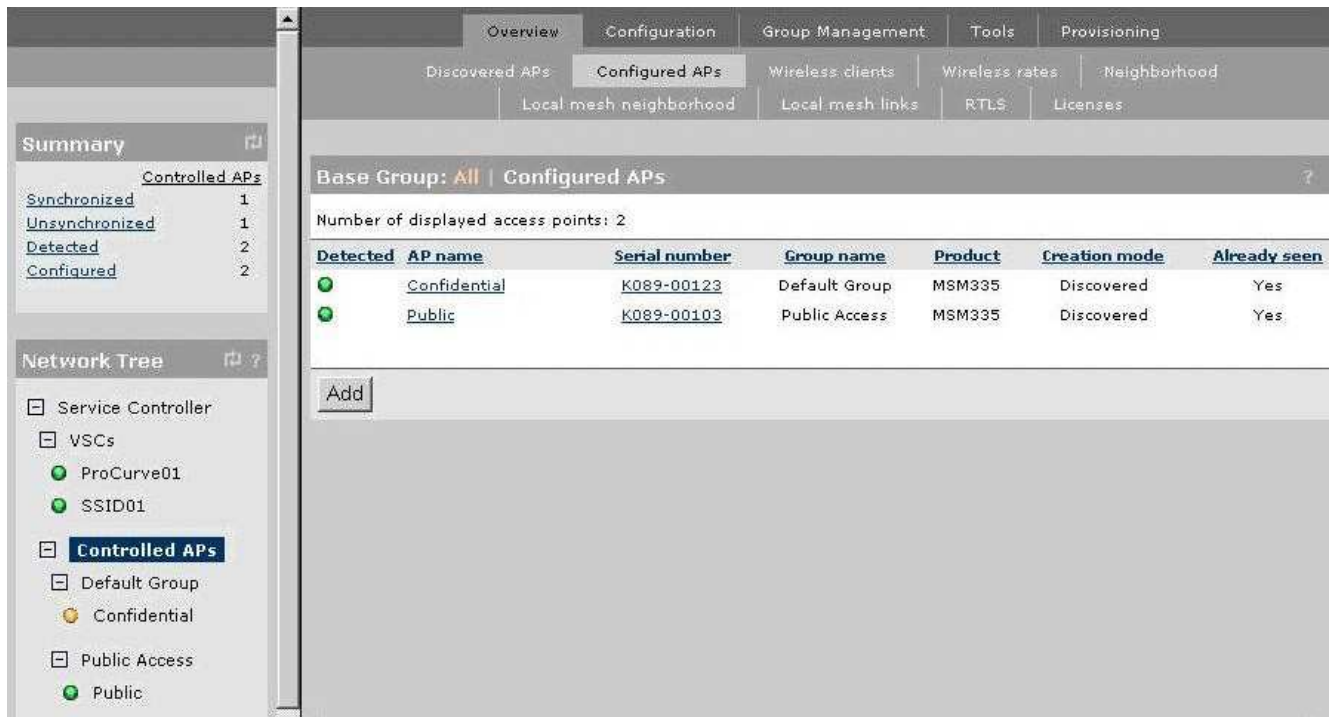 Overview Configuration Group Management Tools Provisioning
Discovered APs Configured APs Wireless clients Wireless rates Neighborhood
Local mesh neighborhood Local mesh links RTLS Licenses
Summary
Controlled APs
Synchronized 1
Unsynchronized 1
Detected 2
Configured 2
Network Tree ?
Service Controller
VSCs
ProCurve01
SSID01
Controlled APs
Default Group
Confidential
Public Access
Public
Base Group: All | Configured APs ?
Number of displayed access points: 2
Detected AP name Serial number Group name Product Creation mode Already seen
Confidential K089-00123 Default Group MSM335 Discovered Yes
Public K089-00103 Public Access MSM335 Discovered Yes
Add